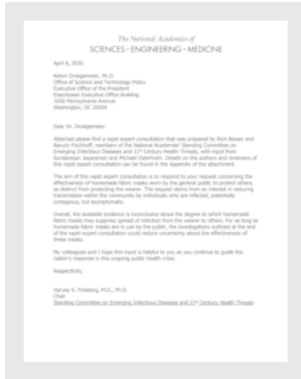 The National Academies of
SCIENCES · ENGINEERING · MEDICINE
April 8, 2020
Kelvin Droegemeier, Ph.D.
Office of Science and Technology Policy
Executive Office of the President
Eisenhower Executive Office Building
1650 Pennsylvania Avenue
Washington, DC 20504
Dear Dr. Droegemeier:
Attached please find a rapid expert consultation that was prepared by Rich Besser and
Baruch Fischhoff, members of the National Academies' Standing Committee on
Emerging Infectious Diseases and 21st Century Health Threats, with input from
Sundaresan Jayaraman and Michael Osterholm. Details on the authors and reviewers of
this rapid expert consultation can be found in the Appendix of the attachment.
The aim of this rapid expert consultation is to respond to your request concerning the
effectiveness of homemade fabric masks worn by the general public to protect others,
as distinct from protecting the wearer. The request stems from an interest in reducing
transmission within the community by individuals who are infected, potentially
contagious, but asymptomatic.
Overall, the available evidence is inconclusive about the degree to which homemade
fabric masks may suppress spread of infection from the wearer to others. For as long as
homemade fabric masks are in use by the public, the investigations outlined at the end
of the rapid expert consultation could reduce uncertainty about the effectiveness of
these masks.
My colleagues and I hope this input is helpful to you as you continue to guide the
nation's response in this ongoing public health crisis.
Respectfully,
Harvey V. Fineberg, M.D., Ph.D.
Chair
Standing Committee on Emerging Infectious Diseases and 21st Century Health Threats